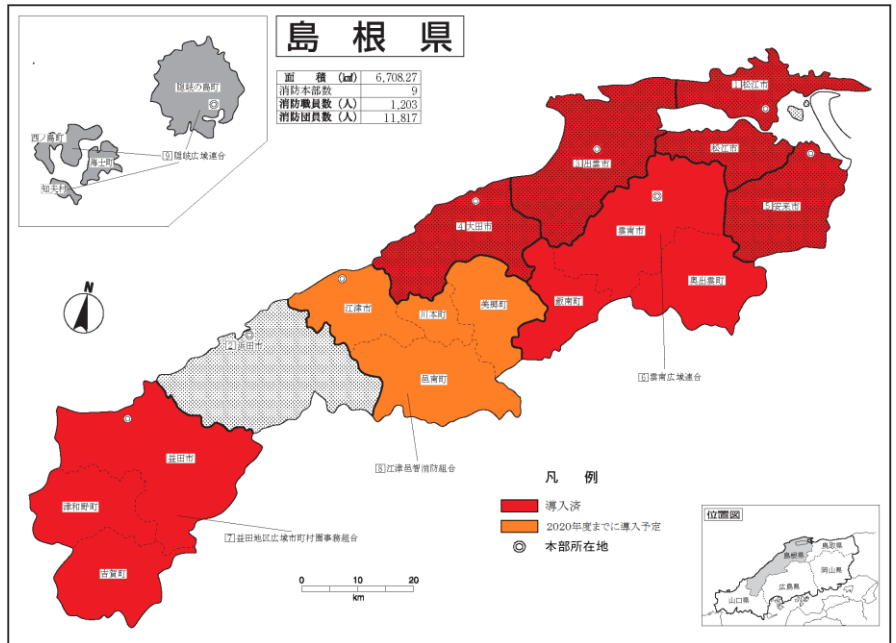 島根県
面積(㎢) 6,708.27
消防本部数 9
消防職員数(人) 1,203
消防団員数(人) 11,817
隠岐の島町
西ノ島町
海士町
知夫村
9隠岐広域連合
1松江市
松江市
3出雲市
5安来市
4大田市
雲南市
奥出雲町
飯南町
6雲南広域連合
江津市
川本町
美郷町
邑南町
8江津邑智消防組合
2浜田市
益田市
津和野町
吉賀町
7益田地区広域市町村圏事務組合
N
0 10 20
km
凡例
導入済
2020年度までに導入予定
本部所在地
位置図
鳥取県
島根県
岡山県
広島県
山口県